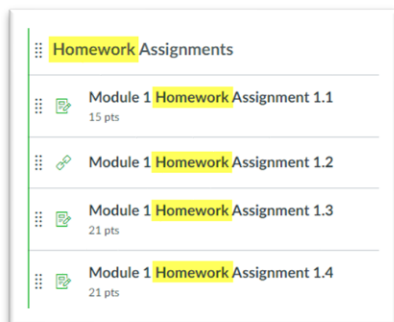 Homework Assignments
Module 1 Homework Assignment 1.1
15 pts
Module 1 Homework Assignment 1.2
Module 1 Homework Assignment 1.3
21 pts
Module 1 Homework Assignment 1.4
21 pts